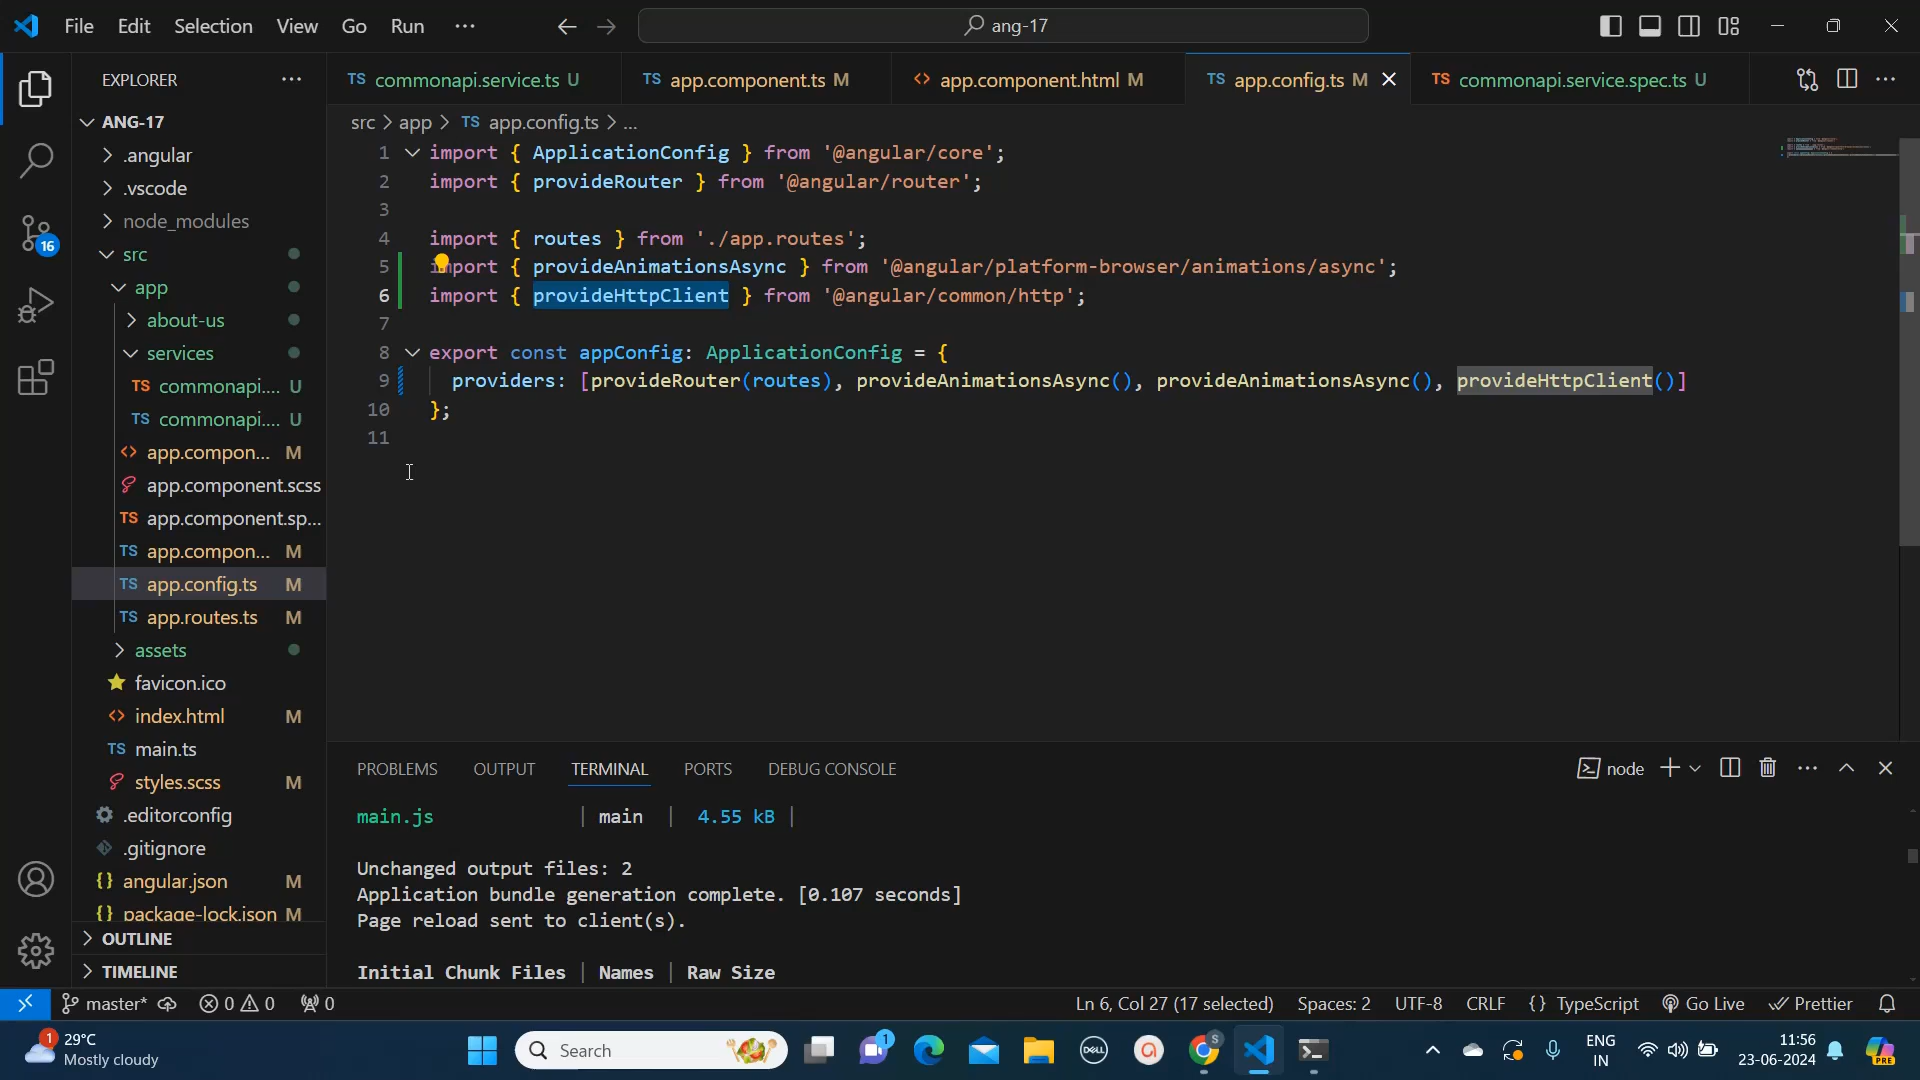 File Edit Selection View Go Run ··· ang-17
EXPLORER ···
ANG-17
.angular
.vscode
node_modules
src
app
about-us
services
TS commonapi.... U
TS commonapi.... U
<> app.compon... M
app.component.scss
TS app.component.sp...
TS app.compon... M
TS app.config.ts M
TS app.routes.ts M
assets
favicon.ico
<> index.html M
TS main.ts
styles.scss M
.editorconfig
.gitignore
{} angular.json M
{} package-lock.json M
OUTLINE
TIMELINE
16
TS commonapi.service.ts U TS app.component.ts M <> app.component.html M TS app.config.ts M TS commonapi.service.spec.ts U
src > app > TS app.config.ts > ...
1 import { ApplicationConfig } from '@angular/core';
2 import { provideRouter } from '@angular/router';
3
4 import { routes } from './app.routes';
5 import { provideAnimationsAsync } from '@angular/platform-browser/animations/async';
6 import { provideHttpClient } from '@angular/common/http';
7
8 export const appConfig: ApplicationConfig = {
9 providers: [provideRouter(routes), provideAnimationsAsync(), provideAnimationsAsync(), provideHttpClient()]
10 };
11
PROBLEMS OUTPUT TERMINAL PORTS DEBUG CONSOLE node
main.js | main | 4.55 kB |
Unchanged output files: 2
Application bundle generation complete. [0.107 seconds]
Page reload sent to client(s).
Initial Chunk Files | Names | Raw Size
master* 0 0 0 Ln 6, Col 27 (17 selected) Spaces: 2 UTF-8 CRLF {} TypeScript Go Live Prettier
1 29°C
Mostly cloudy
Search
1
DELL
S
ENG
IN
11:56
23-06-2024
PRE